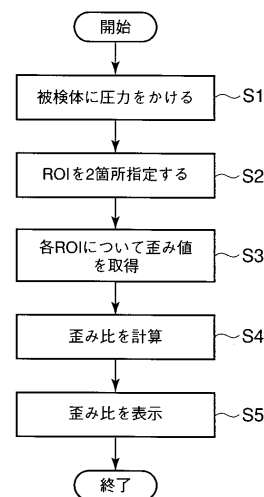 開始
被検体に圧力をかける
S1
ROIを2箇所指定する
S2
各ROIについて歪み値
を取得
S3
歪み比を計算
S4
歪み比を表示
S5
終了